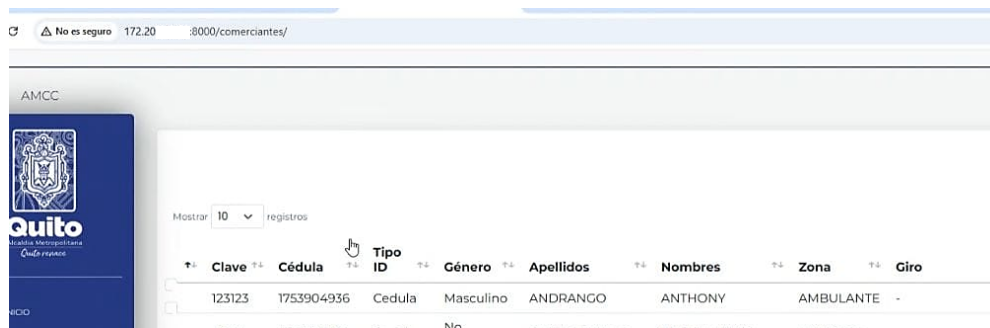 No es seguro 172.20 :8000/comerciantes/
AMCC
Quito
Alcaldía Metropolitana
Quito renace
Mostrar 10 registros
Clave Cédula Tipo ID Género Apellidos Nombres Zona Giro
123123 1753904936 Cedula Masculino ANDRANGO ANTHONY AMBULANTE -
NICIO
No